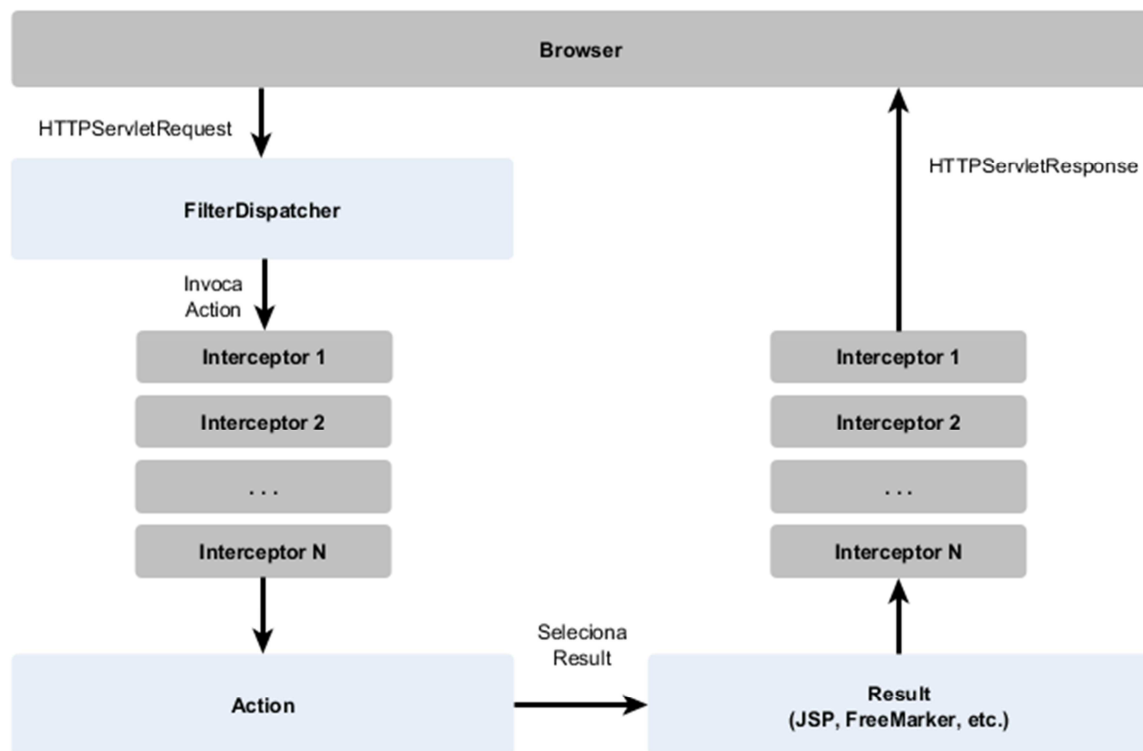 Browser
HTTPServletRequest
HTTPServletResponse
FilterDispatcher
Invoca
Action
Interceptor 1
Interceptor 2
. . .
Interceptor N
Interceptor 1
Interceptor 2
. . .
Interceptor N
Action
Seleciona
Result
Result
(JSP, FreeMarker, etc.)